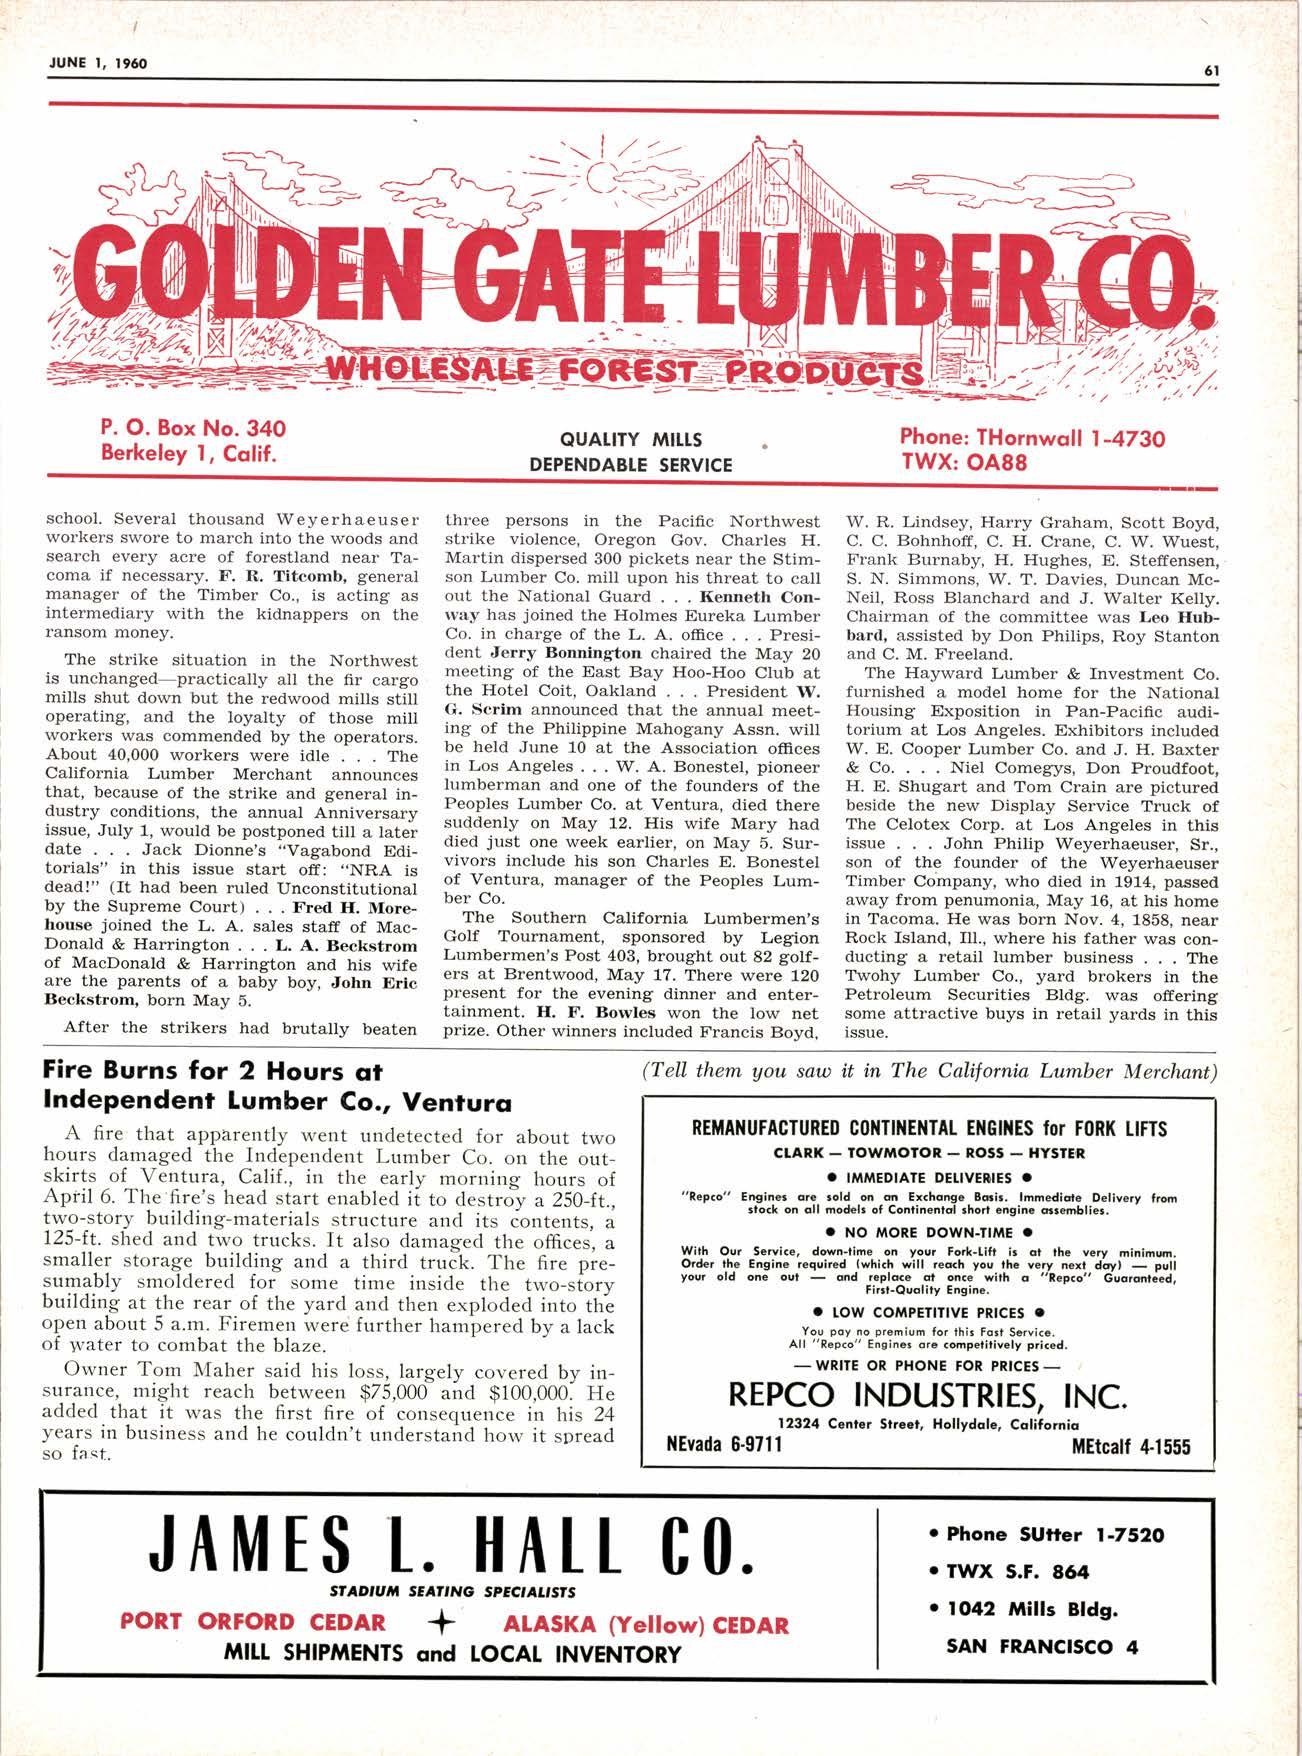 JUNE 1, 1960
61
GOLDEN GATE LUMBER CO.
WHOLESALE FOREST PRODUCTS
P. O. Box No. 340
Berkeley 1, Calif.
QUALITY MILLS
DEPENDABLE SERVICE
Phone: THornwall 1-4730
TWX: OA88
school. Several thousand Weyerhaeuser
workers swore to march into the woods and
search every acre of forestland near Ta-
coma if necessary. F. R. Titcomb, general
manager of the Timber Co., is acting as
intermediary with the kidnappers on the
ransom money.
The strike situation in the Northwest
is unchanged—practically all the fir cargo
mills shut down but the redwood mills still
operating, and the loyalty of those mill
workers was commended by the operators.
About 40,000 workers were idle . . . The
California Lumber Merchant announces
that, because of the strike and general in-
dustry conditions, the annual Anniversary
issue, July 1, would be postponed till a later
date . . . Jack Dionne's "Vagabond Edi-
torials" in this issue start off: "NRA is
dead!" (It had been ruled Unconstitutional
by the Supreme Court) . . . Fred H. More-
house joined the L. A. sales staff of Mac-
Donald & Harrington . . . L. A. Beckstrom
of MacDonald & Harrington and his wife
are the parents of a baby boy, John Eric
Beckstrom, born May 5.
After the strikers had brutally beaten
three persons in the Pacific Northwest
strike violence, Oregon Gov. Charles H.
Martin dispersed 300 pickets near the Stim-
son Lumber Co. mill upon his threat to call
out the National Guard . . . Kenneth Con-
way has joined the Holmes Eureka Lumber
Co. in charge of the L. A. office . . . Presi-
dent Jerry Bonnington chaired the May 20
meeting of the East Bay Hoo-Hoo Club at
the Hotel Coit, Oakland . . . President W.
G. Scrim announced that the annual meet-
ing of the Philippine Mahogany Assn. will
be held June 10 at the Association offices
in Los Angeles . . . W. A. Bonestel, pioneer
lumberman and one of the founders of the
Peoples Lumber Co. at Ventura, died there
suddenly on May 12. His wife Mary had
died just one week earlier, on May 5. Sur-
vivors include his son Charles E. Bonestel
of Ventura, manager of the Peoples Lum-
ber Co.
The Southern California Lumbermen's
Golf Tournament, sponsored by Legion
Lumbermen's Post 403, brought out 82 golf-
ers at Brentwood, May 17. There were 120
present for the evening dinner and enter-
tainment. H. F. Bowles won the low net
prize. Other winners included Francis Boyd,
W. R. Lindsey, Harry Graham, Scott Boyd,
C. C. Bohnhoff, C. H. Crane, C. W. Wuest,
Frank Burnaby, H. Hughes, E. Steffensen,
S. N. Simmons, W. T. Davies, Duncan Mc-
Neil, Ross Blanchard and J. Walter Kelly.
Chairman of the committee was Leo Hub-
bard, assisted by Don Philips, Roy Stanton
and C. M. Freeland.
The Hayward Lumber & Investment Co.
furnished a model home for the National
Housing Exposition in Pan-Pacific audi-
torium at Los Angeles. Exhibitors included
W. E. Cooper Lumber Co. and J. H. Baxter
& Co. . . . Niel Comegys, Don Proudfoot,
H. E. Shugart and Tom Crain are pictured
beside the new Display Service Truck of
The Celotex Corp. at Los Angeles in this
issue . . . John Philip Weyerhaeuser, Sr.,
son of the founder of the Weyerhaeuser
Timber Company, who died in 1914, passed
away from penumonia, May 16, at his home
in Tacoma. He was born Nov. 4, 1858, near
Rock Island, Ill., where his father was con-
ducting a retail lumber business . . . The
Twohy Lumber Co., yard brokers in the
Petroleum Securities Bldg. was offering
some attractive buys in retail yards in this
issue.
Fire Burns for 2 Hours at
Independent Lumber Co., Ventura
A fire that apparently went undetected for about two
hours damaged the Independent Lumber Co. on the out-
skirts of Ventura, Calif., in the early morning hours of
April 6. The fire's head start enabled it to destroy a 250-ft.,
two-story building-materials structure and its contents, a
125-ft. shed and two trucks. It also damaged the offices, a
smaller storage building and a third truck. The fire pre-
sumably smoldered for some time inside the two-story
building at the rear of the yard and then exploded into the
open about 5 a.m. Firemen were further hampered by a lack
of water to combat the blaze.
Owner Tom Maher said his loss, largely covered by in-
surance, might reach between $75,000 and $100,000. He
added that it was the first fire of consequence in his 24
years in business and he couldn't understand how it spread
so fast.
(Tell them you saw it in The California Lumber Merchant)
REMANUFACTURED CONTINENTAL ENGINES for FORK LIFTS
CLARK — TOWMOTOR — ROSS — HYSTER
● IMMEDIATE DELIVERIES ●
"Repco" Engines are sold on an Exchange Basis. Immediate Delivery from
stock on all models of Continental short engine assemblies.
● NO MORE DOWN-TIME ●
With Our Service, down-time on your Fork-Lift is at the very minimum.
Order the Engine required (which will reach you the very next day) — pull
your old one out — and replace at once with a "Repco" Guaranteed,
First-Quality Engine.
● LOW COMPETITIVE PRICES ●
You pay no premium for this Fast Service.
All "Repco" Engines are competitively priced.
— WRITE OR PHONE FOR PRICES —
REPCO INDUSTRIES, INC.
12324 Center Street, Hollydale, California
NEvada 6-9711
MEtcalf 4-1555
JAMES L. HALL CO.
STADIUM SEATING SPECIALISTS
PORT ORFORD CEDAR ALASKA (Yellow) CEDAR
MILL SHIPMENTS and LOCAL INVENTORY
• Phone SUtter 1-7520
• TWX S.F. 864
• 1042 Mills Bldg.
SAN FRANCISCO 4